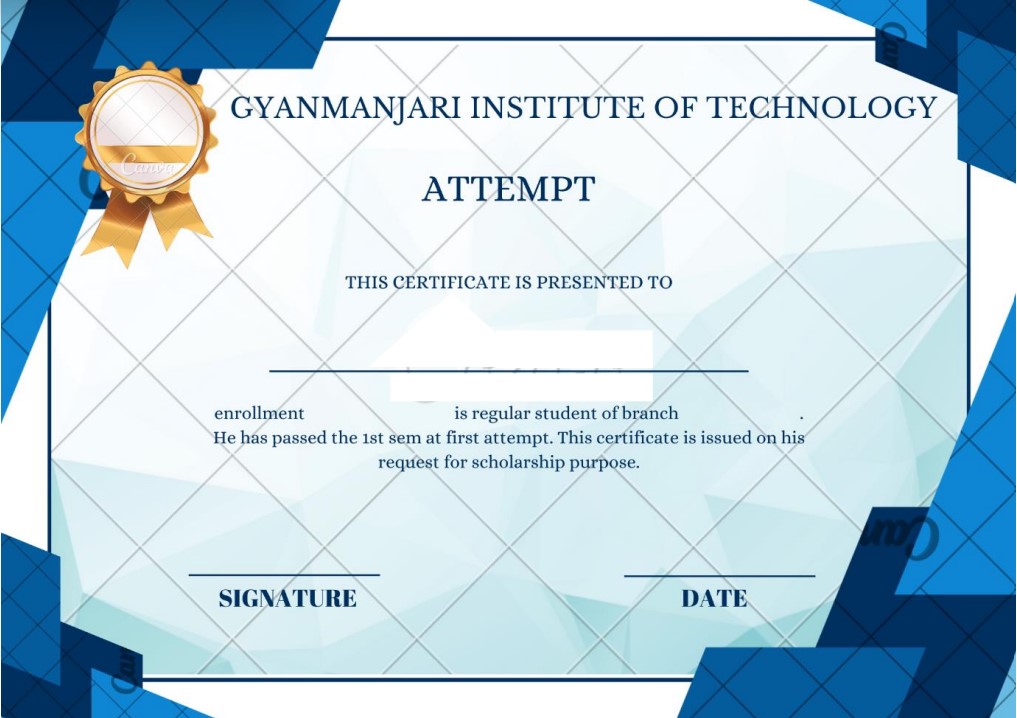 GYANMANJARI INSTITUTE OF TECHNOLOGY
ATTEMPT
THIS CERTIFICATE IS PRESENTED TO
enrollment is regular student of branch .
He has passed the 1st sem at first attempt. This certificate is issued on his
request for scholarship purpose.
SIGNATURE DATE
Canva